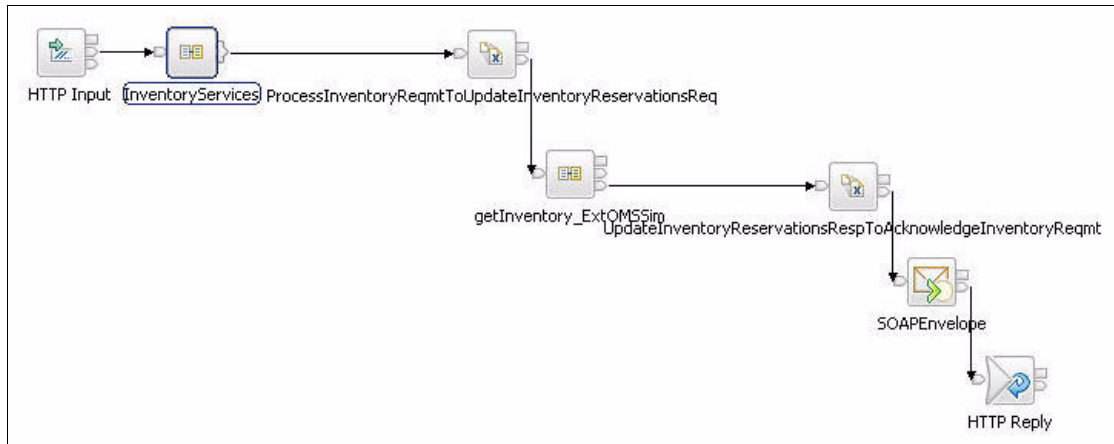 HTTP Input
InventoryServices
ProcessInventoryReqmtToUpdateInventoryReservationsReq
getInventory_ExtOMSSim
UpdateInventoryReservationsRespToAcknowledgeInventoryReqmt
SOAPEnvelope
HTTP Reply